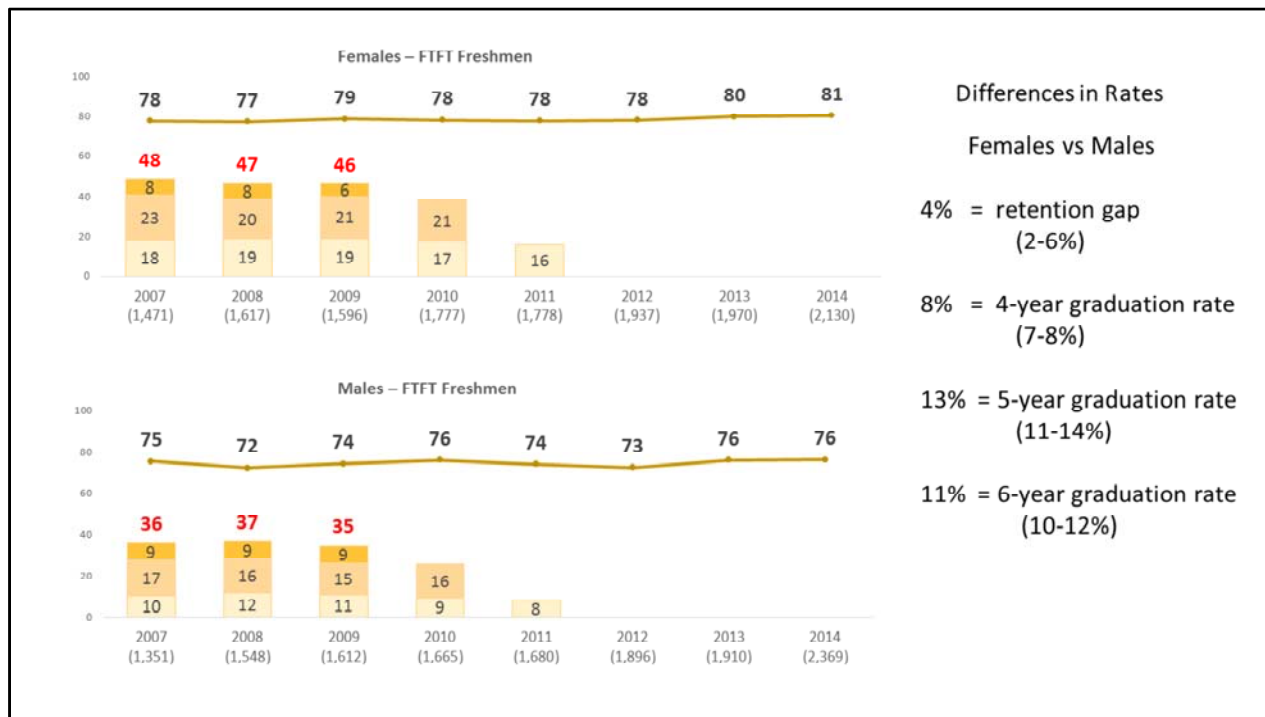 Females – FTFT Freshmen
100
80
60
40
20
0
78 77 79 78 78 78 80 81
48 47 46
8 8 6
23 20 21 21
18 19 19 17 16
2007 2008 2009 2010 2011 2012 2013 2014
(1,471) (1,617) (1,596) (1,777) (1,778) (1,937) (1,970) (2,130)
Males – FTFT Freshmen
100
80
60
40
20
0
75 72 74 76 74 73 76 76
36 37 35
9 9 9
17 16 15 16
10 12 11 9 8
2007 2008 2009 2010 2011 2012 2013 2014
(1,351) (1,548) (1,612) (1,665) (1,680) (1,896) (1,910) (2,369)
Differences in Rates
Females vs Males
4% = retention gap
(2-6%)
8% = 4-year graduation rate
(7-8%)
13% = 5-year graduation rate
(11-14%)
11% = 6-year graduation rate
(10-12%)